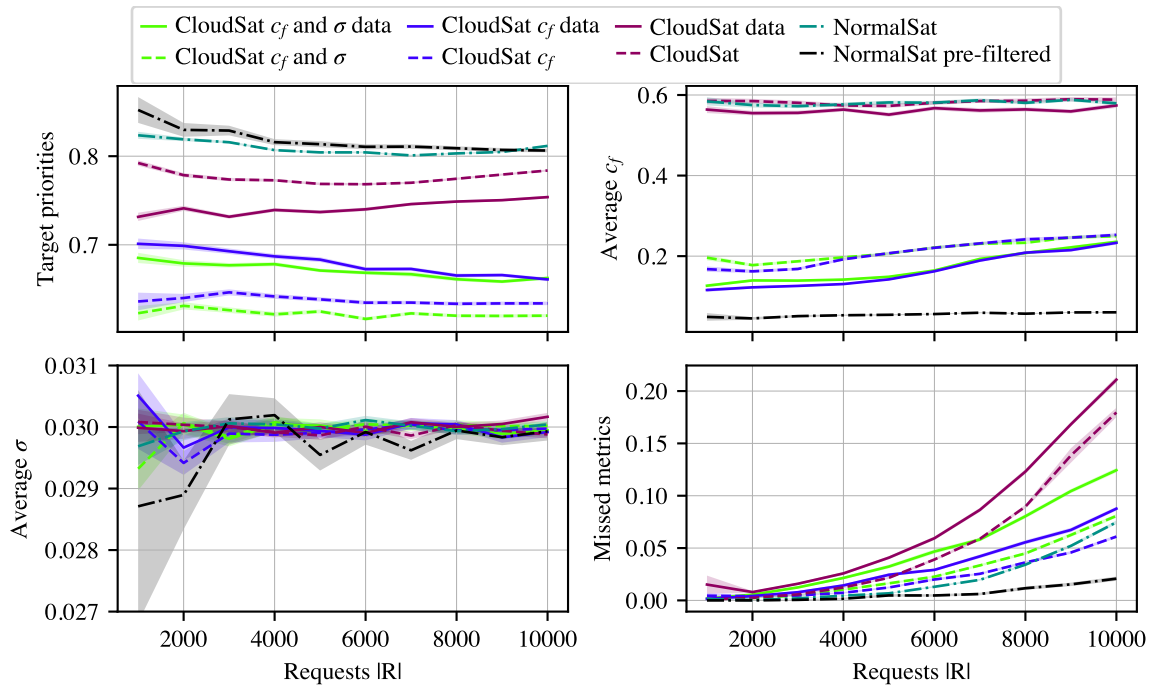 CloudSat c_f and σ data
CloudSat c_f and σ
CloudSat c_f data
CloudSat c_f
CloudSat data
CloudSat
NormalSat
NormalSat pre-filtered
Target priorities
0.8
0.7
Average c_f
0.6
0.4
0.2
Average σ
0.031
0.030
0.029
0.028
0.027
2000 4000 6000 8000 10000
Requests |R|
Missed metrics
0.20
0.15
0.10
0.05
0.00
2000 4000 6000 8000 10000
Requests |R|